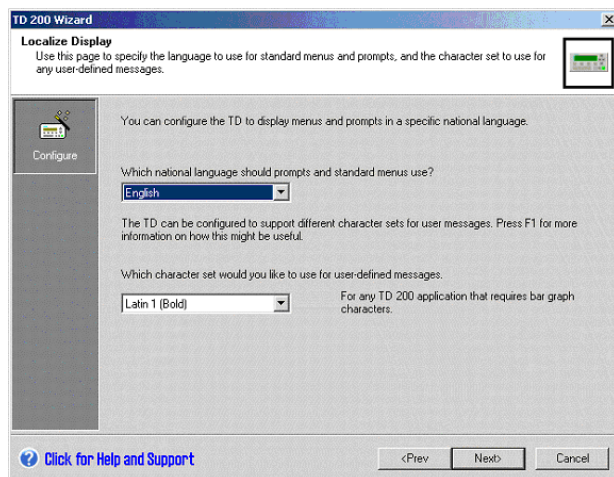 TD 200 Wizard
Localize Display
Use this page to specify the language to use for standard menus and prompts, and the character set to use for
any user-defined messages.
Configure
You can configure the TD to display menus and prompts in a specific national language.
Which national language should prompts and standard menus use?
English
The TD can be configured to support different character sets for user messages. Press F1 for more
information on how this might be useful.
Which character set would you like to use for user-defined messages.
Latin 1 (Bold)
For any TD 200 application that requires bar graph
characters.
Click for Help and Support
<Prev
Next>
Cancel